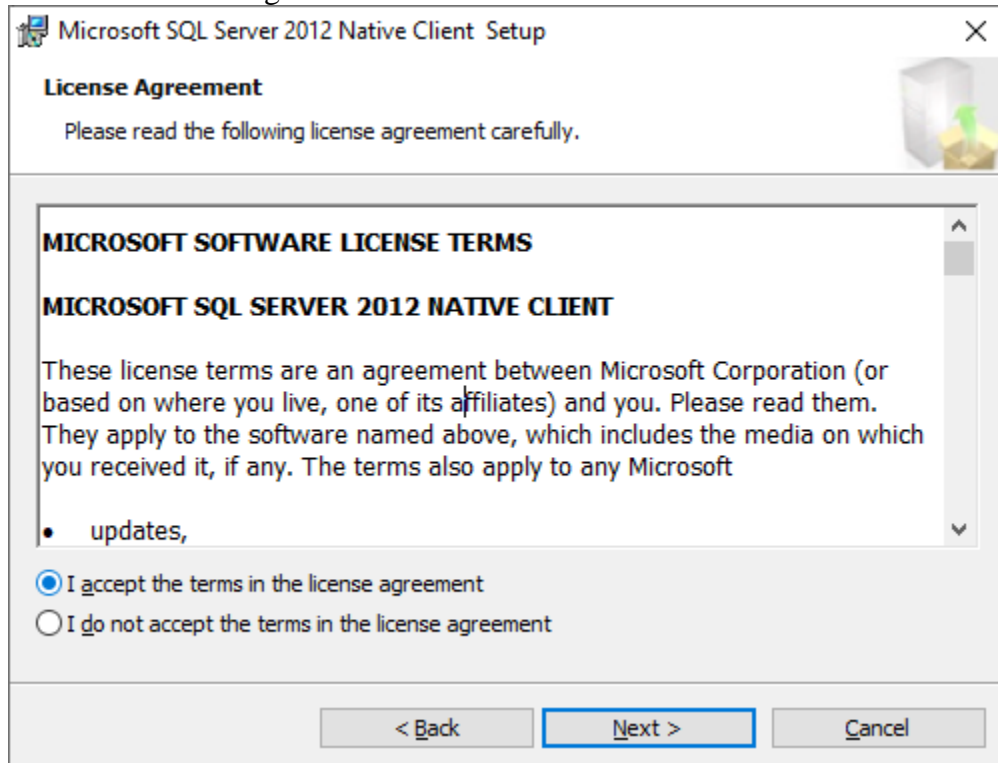 Microsoft SQL Server 2012 Native Client  Setup
License Agreement
Please read the following license agreement carefully.
MICROSOFT SOFTWARE LICENSE TERMS
MICROSOFT SQL SERVER 2012 NATIVE CLIENT
These license terms are an agreement between Microsoft Corporation (or
based on where you live, one of its affiliates) and you. Please read them.
They apply to the software named above, which includes the media on which
you received it, if any. The terms also apply to any Microsoft
• updates,
I accept the terms in the license agreement
I do not accept the terms in the license agreement
< Back
Next >
Cancel